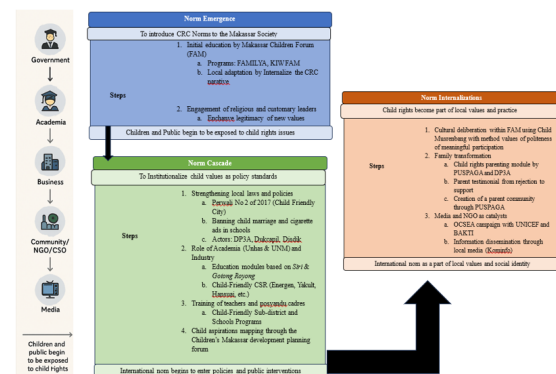 Government
Academia
Business
Community/
NGO/CSO
Media
Children and
public begin
to be exposed
to child rights
Norm Emergence
To introduce CRC Norms to the Makassar Society
Steps
1. Initial education by Makassar Children Forum
(FAM)
a. Programs: FAMILYA, KIWFAM
b. Local adaptation by Internalize the CRC
narative
2. Engagement of religious and customary leaders
a. Enchanve legitimacy of new values
Children and Public begin to be exposed to child rights issues
Norm Cascade
To Institutionalize child values as policy standards
Steps
1. Strengthening local laws and policies
a. Perwali No 2 of 2017 (Child Friendly
City)
b. Banning child marriage and cigarette
ads in schools
c. Actors: DP3A, Dukcapil, Disdik
2. Role of Academia (Unhas & UNM) and
Industry
a. Education modules based on Siri &
Gotong Royong
b. Child-Friendly CSR (Energen, Yakult,
Hansuai, etc.)
3. Training of teachers and posyandu cadres
a. Child-Friendly Sub-district and
Schools Programs
4. Child aspirations mapping through the
Children's Makassar development planning
forum
International norm begins to enter policies and public interventions
Norm Internalizations
Child rights become part of local values and practice
Steps
1. Cultural deliberation within FAM using Child
Musrenbang with method values of politeness
of meaningful participation
2. Family transformation
a. Child rights parenting module by
PUSPAGA and DP3A
b. Parent testimonial from rejection to
support
c. Creation of a parent community
through PUSPAGA
3. Media and NGO as catalysts
a. OCSEA campaign with UNICEF and
BAKTI
b. Information dissemination through
local media (Kominfo)
International norm as a part of local values and social identity